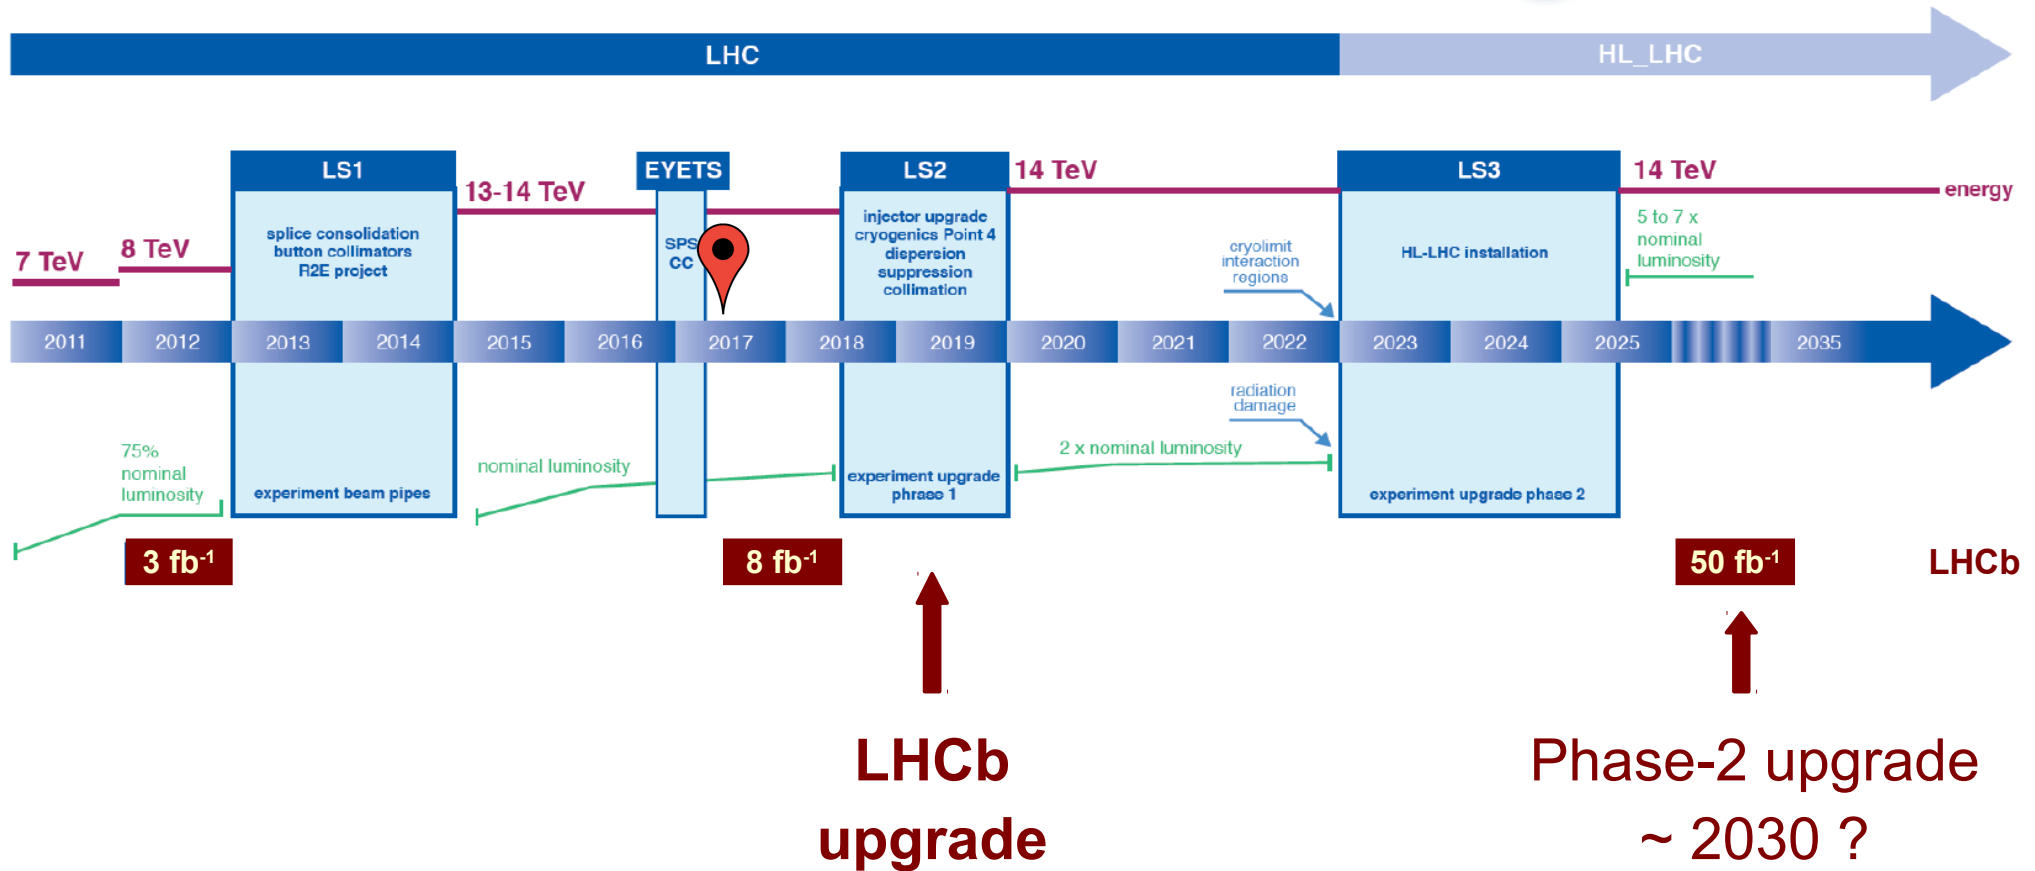 LHC
HL_LHC
LS1
EYETS
LS2
14 TeV
LS3
14 TeV
13-14 TeV
energy
7 TeV
8 TeV
splice consolidation
button collimators
R2E project
SPS
CC
injector upgrade
cryogenics Point 4
dispersion
suppression
collimation
cryolimit
interaction
regions
HL-LHC installation
5 to 7 x
nominal
luminosity
2011
2012
2013
2014
2015
2016
2017
2018
2019
2020
2021
2022
2023
2024
2025
2035
radiation
damage
75%
nominal
luminosity
experiment beam pipes
nominal luminosity
experiment upgrade
phrase 1
2 x nominal luminosity
experiment upgrade phase 2
3 fb-1
8 fb-1
50 fb-1
LHCb
LHCb
upgrade
Phase-2 upgrade
~ 2030 ?